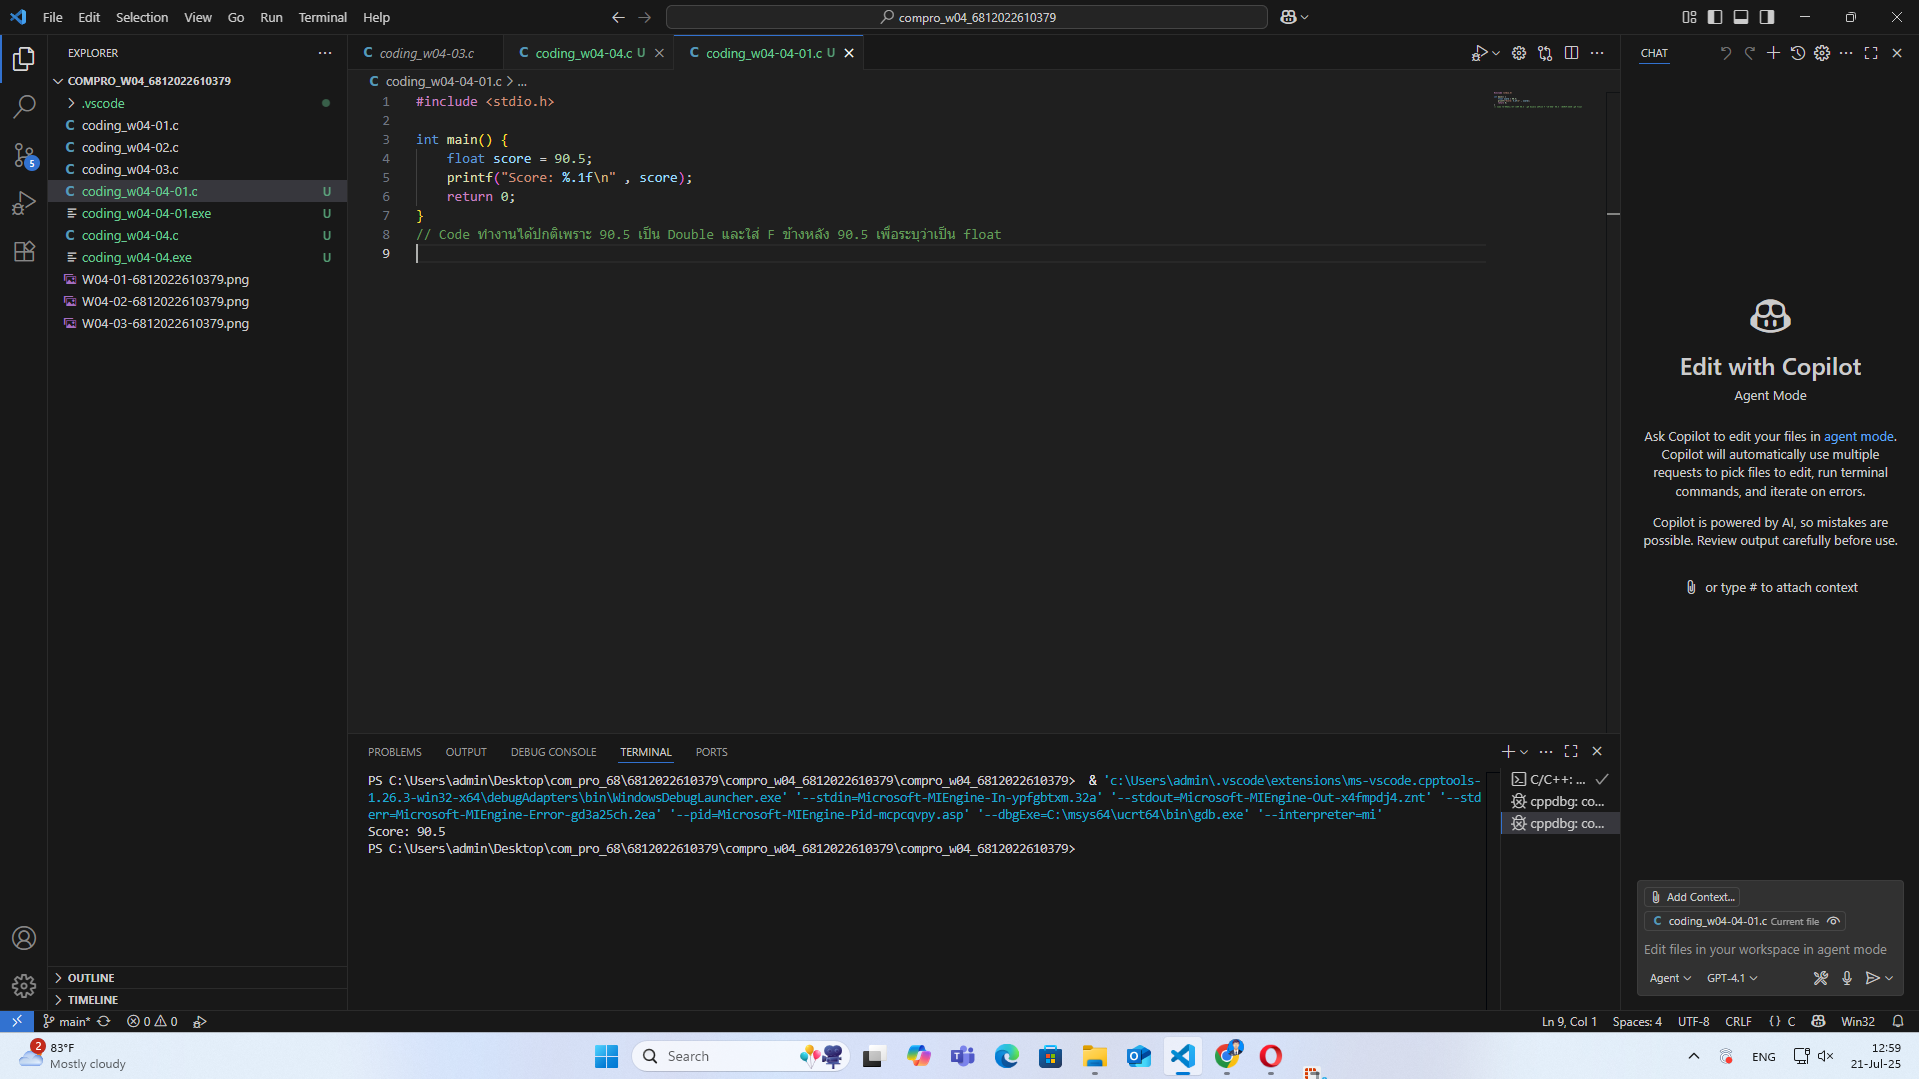 File Edit Selection View Go Run Terminal Help
compro_w04_6812022610379
EXPLORER
COMPRO_W04_6812022610379
.vscode
coding_w04-01.c
coding_w04-02.c
coding_w04-03.c
coding_w04-04-01.c U
coding_w04-04-01.exe U
coding_w04-04.c U
coding_w04-04.exe U
W04-01-6812022610379.png
W04-02-6812022610379.png
W04-03-6812022610379.png
OUTLINE
TIMELINE
5
C coding_w04-03.c
C coding_w04-04.c U
C coding_w04-04-01.c U
C coding_w04-04-01.c > ...
1 #include <stdio.h>
2
3 int main() {
4 float score = 90.5;
5 printf("Score: %.1f\n" , score);
6 return 0;
7 }
8 // Code ทำงานได้ปกติเพราะ 90.5 เป็น Double และใส่ F ข้างหลัง 90.5 เพื่อระบุว่าเป็น float
9
PROBLEMS OUTPUT DEBUG CONSOLE TERMINAL PORTS
PS C:\Users\admin\Desktop\com_pro_68\6812022610379\compro_w04_6812022610379\compro_w04_6812022610379> & 'c:\Users\admin\.vscode\extensions\ms-vscode.cpptools-
1.26.3-win32-x64\debugAdapters\bin\WindowsDebugLauncher.exe' '--stdin=Microsoft-MIEngine-In-ypfgbtxm.32a' '--stdout=Microsoft-MIEngine-Out-x4fmpdj4.znt' '--std
err=Microsoft-MIEngine-Error-gd3a25ch.2ea' '--pid=Microsoft-MIEngine-Pid-mcpcqvpy.asp' '--dbgExe=C:\msys64\ucrt64\bin\gdb.exe' '--interpreter=mi'
Score: 90.5
PS C:\Users\admin\Desktop\com_pro_68\6812022610379\compro_w04_6812022610379\compro_w04_6812022610379>
C/C++: ...
cppdbg: co...
cppdbg: co...
CHAT
Edit with Copilot
Agent Mode
Ask Copilot to edit your files in agent mode.
Copilot will automatically use multiple
requests to pick files to edit, run terminal
commands, and iterate on errors.
Copilot is powered by AI, so mistakes are
possible. Review output carefully before use.
or type # to attach context
Add Context...
C coding_w04-04-01.c Current file
Edit files in your workspace in agent mode
Agent GPT-4.1
main* 0 0
Ln 9, Col 1 Spaces: 4 UTF-8 CRLF {} C Win32
2
83°F
Mostly cloudy
Search
ENG
12:59
21-Jul-25